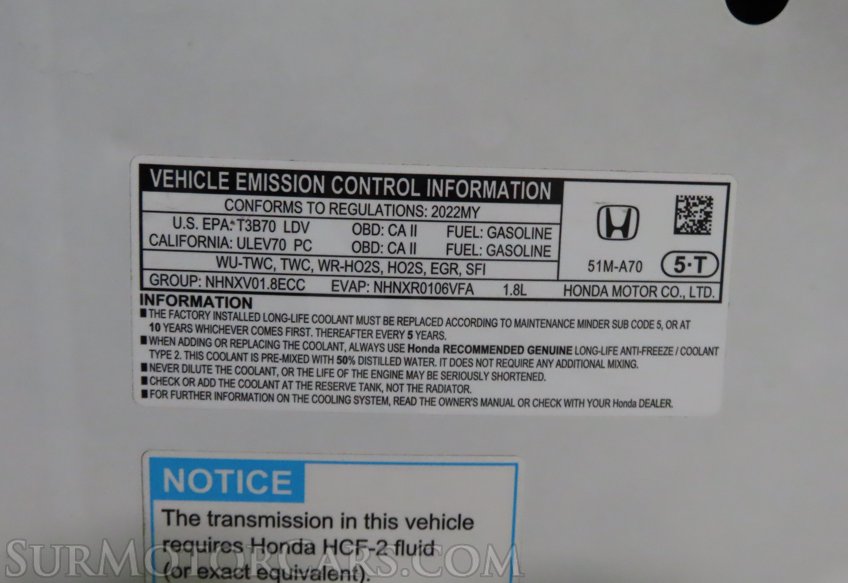 VEHICLE EMISSION CONTROL INFORMATION
CONFORMS TO REGULATIONS: 2022MY
U.S. EPA: T3B70 LDV OBD: CA II FUEL: GASOLINE
CALIFORNIA: ULEV70 PC OBD: CA II FUEL: GASOLINE
WU-TWC, TWC, WR-HO2S, HO2S, EGR, SFI
51M-A70 5·T
GROUP: NHNXV01.8ECC EVAP: NHNXR0106VFA 1.8L HONDA MOTOR CO., LTD.
INFORMATION
■ THE FACTORY INSTALLED LONG-LIFE COOLANT MUST BE REPLACED ACCORDING TO MAINTENANCE MINDER SUB CODE 5, OR AT
10 YEARS WHICHEVER COMES FIRST. THEREAFTER EVERY 5 YEARS.
■ WHEN ADDING OR REPLACING THE COOLANT, ALWAYS USE Honda RECOMMENDED GENUINE LONG-LIFE ANTI-FREEZE / COOLANT
TYPE 2. THIS COOLANT IS PRE-MIXED WITH 50% DISTILLED WATER. IT DOES NOT REQUIRE ANY ADDITIONAL MIXING.
■ NEVER DILUTE THE COOLANT, OR THE LIFE OF THE ENGINE MAY BE SERIOUSLY SHORTENED.
■ CHECK OR ADD THE COOLANT AT THE RESERVE TANK, NOT THE RADIATOR.
■ FOR FURTHER INFORMATION ON THE COOLING SYSTEM, READ THE OWNER'S MANUAL OR CHECK WITH YOUR Honda DEALER.
NOTICE
The transmission in this vehicle
requires Honda HCF-2 fluid
(or exact equivalent).
SURMOTORCARS.COM